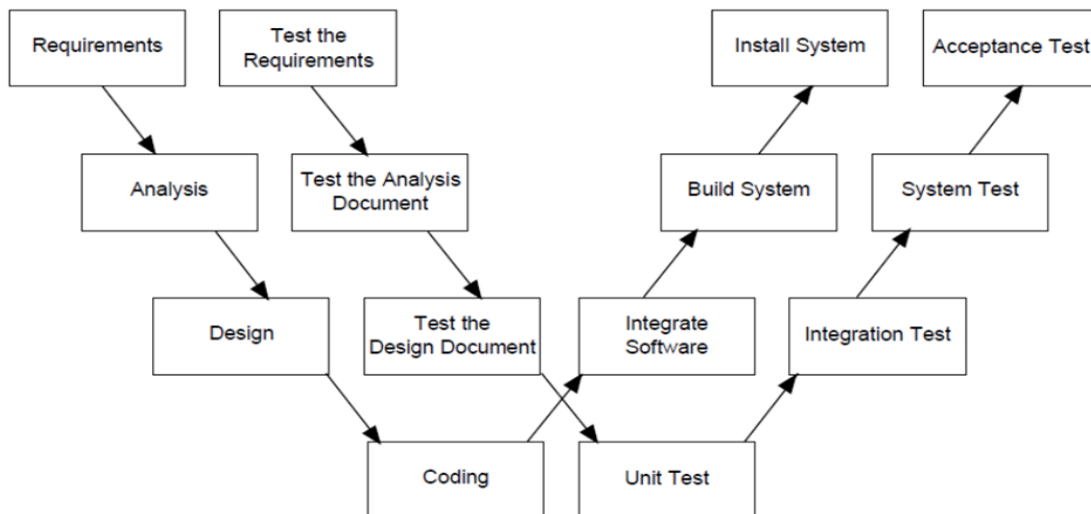 Requirements
Test the
Requirements
Install System
Acceptance Test
Analysis
Test the Analysis
Document
Build System
System Test
Design
Test the
Design Document
Integrate
Software
Integration Test
Coding
Unit Test